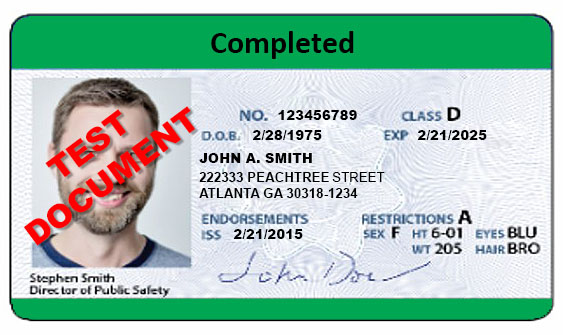 Completed
TEST
DOCUMENT
NO. 123456789 CLASS D
D.O.B. 2/28/1975 EXP 2/21/2025
JOHN A. SMITH
222333 PEACHTREE STREET
ATLANTA GA 30318-1234
ENDORSEMENTS RESTRICTIONS A
ISS 2/21/2015 SEX F HT 6-01 EYES BLU
WT 205 HAIR BRO
John Doe
Stephen Smith
Director of Public Safety